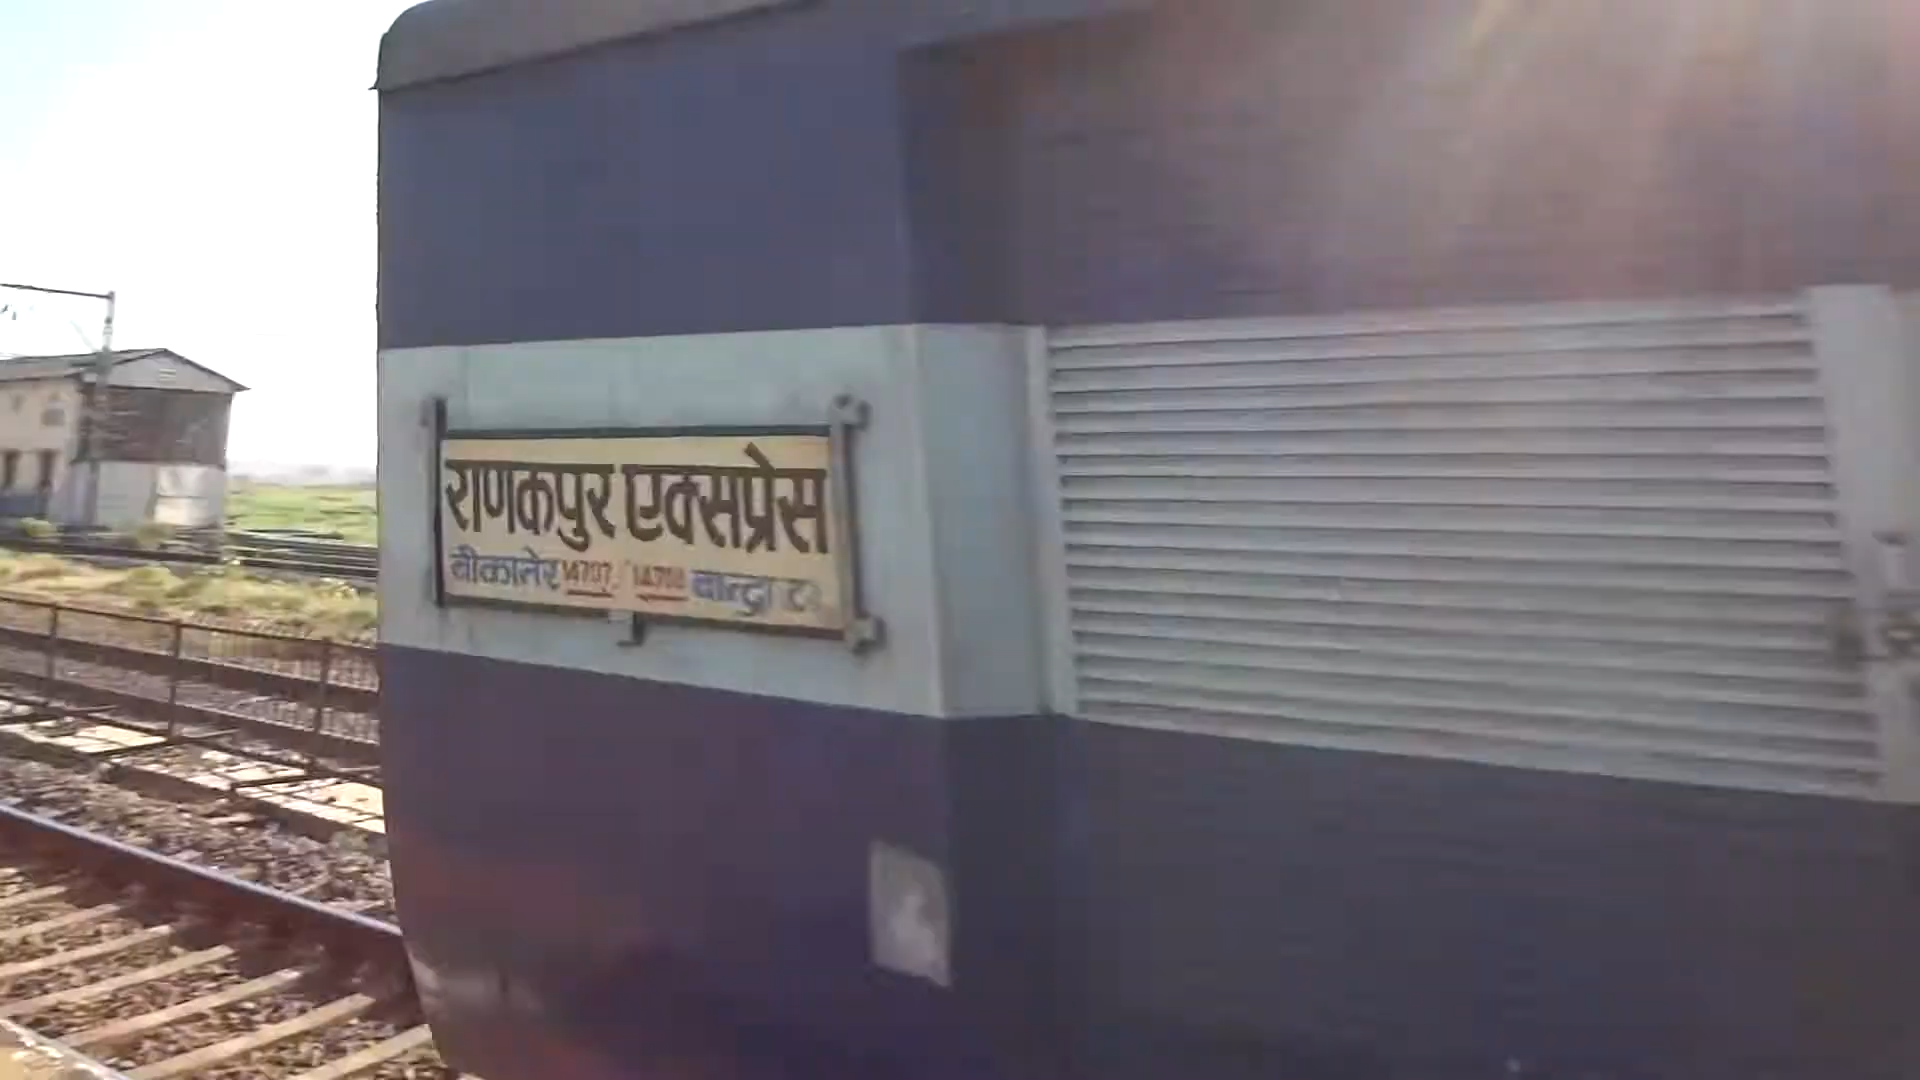 राणकपुर एक्सप्रेस
बीकानेर 14707 / 14708 बान्द्रा ट